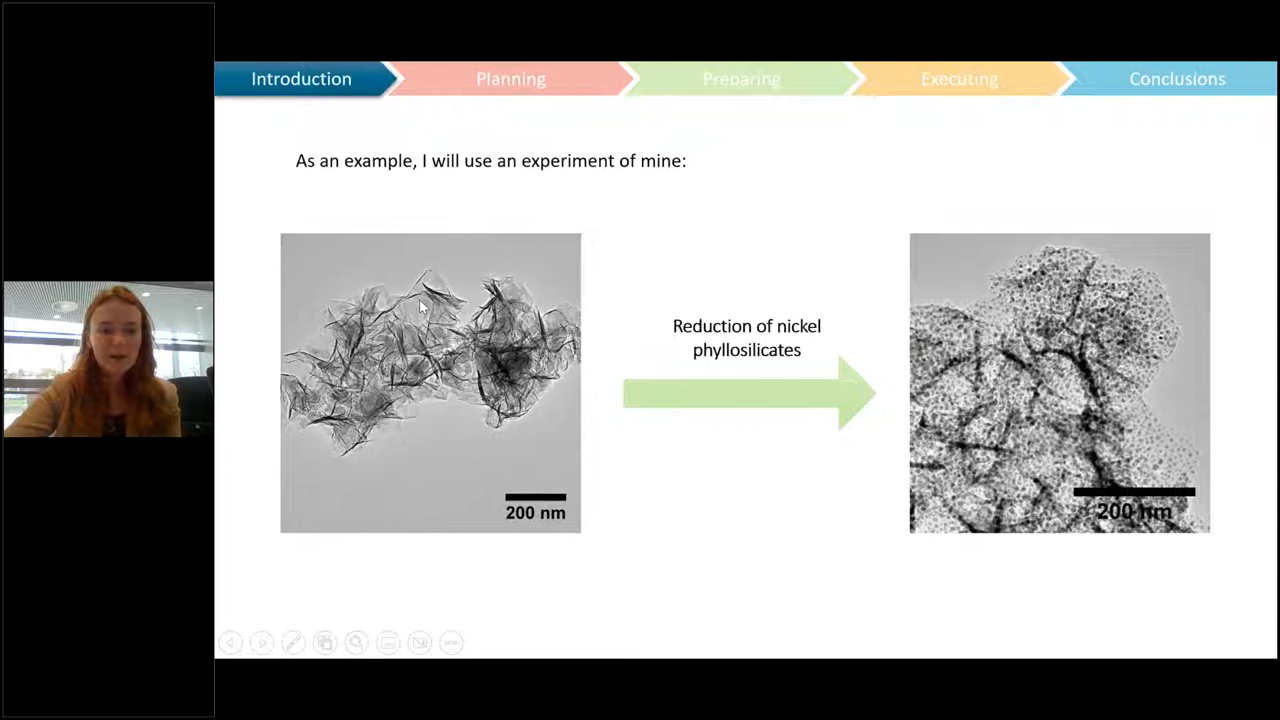 Introduction
Planning
Preparing
Executing
Conclusions
As an example, I will use an experiment of mine:
Reduction of nickel
phyllosilicates
200 nm
200 nm